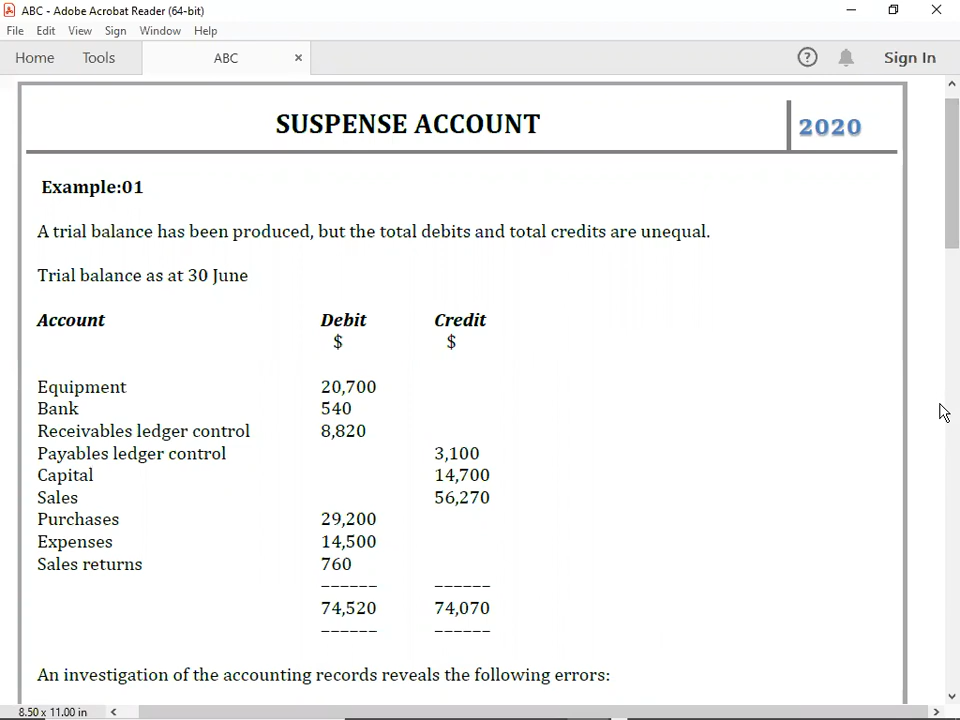 ABC - Adobe Acrobat Reader (64-bit)
File Edit View Sign Window Help
Home Tools ABC × ? Sign In
SUSPENSE ACCOUNT 2020
Example:01
A trial balance has been produced, but the total debits and total credits are unequal.
Trial balance as at 30 June
Account Debit Credit
$ $
Equipment 20,700
Bank 540
Receivables ledger control 8,820
Payables ledger control 3,100
Capital 14,700
Sales 56,270
Purchases 29,200
Expenses 14,500
Sales returns 760
------ ------
74,520 74,070
------ ------
An investigation of the accounting records reveals the following errors:
8.50 x 11.00 in